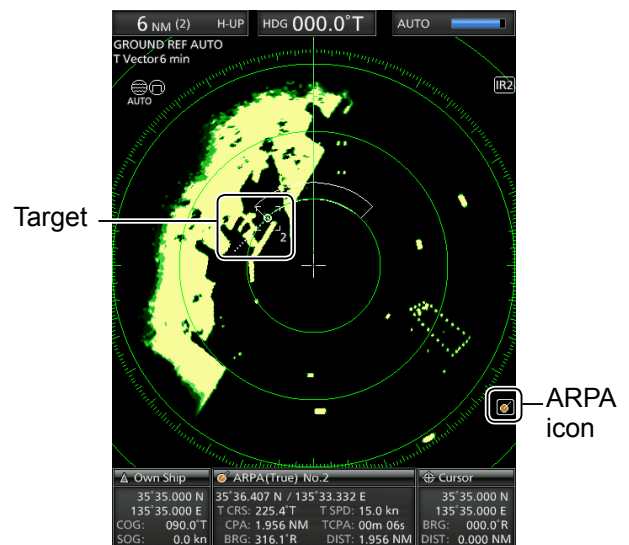 6 NM (2) H-UP HDG 000.0°T AUTO
GROUND REF AUTO
T Vector6 min
AUTO
IR2
Target
2
ARPA
icon
Own Ship
35°35.000 N
135°35.000 E
COG: 090.0°T
SOG: 0.0 kn
ARPA(True) No.2
35°36.407 N / 135°33.332 E
T CRS: 225.4°T T SPD: 15.0 kn
CPA: 1.956 NM TCPA: 00m 06s
BRG: 316.1°R DIST: 1.956 NM
Cursor
35°35.000 N
135°35.000 E
BRG: 000.0°R
DIST: 0.000 NM